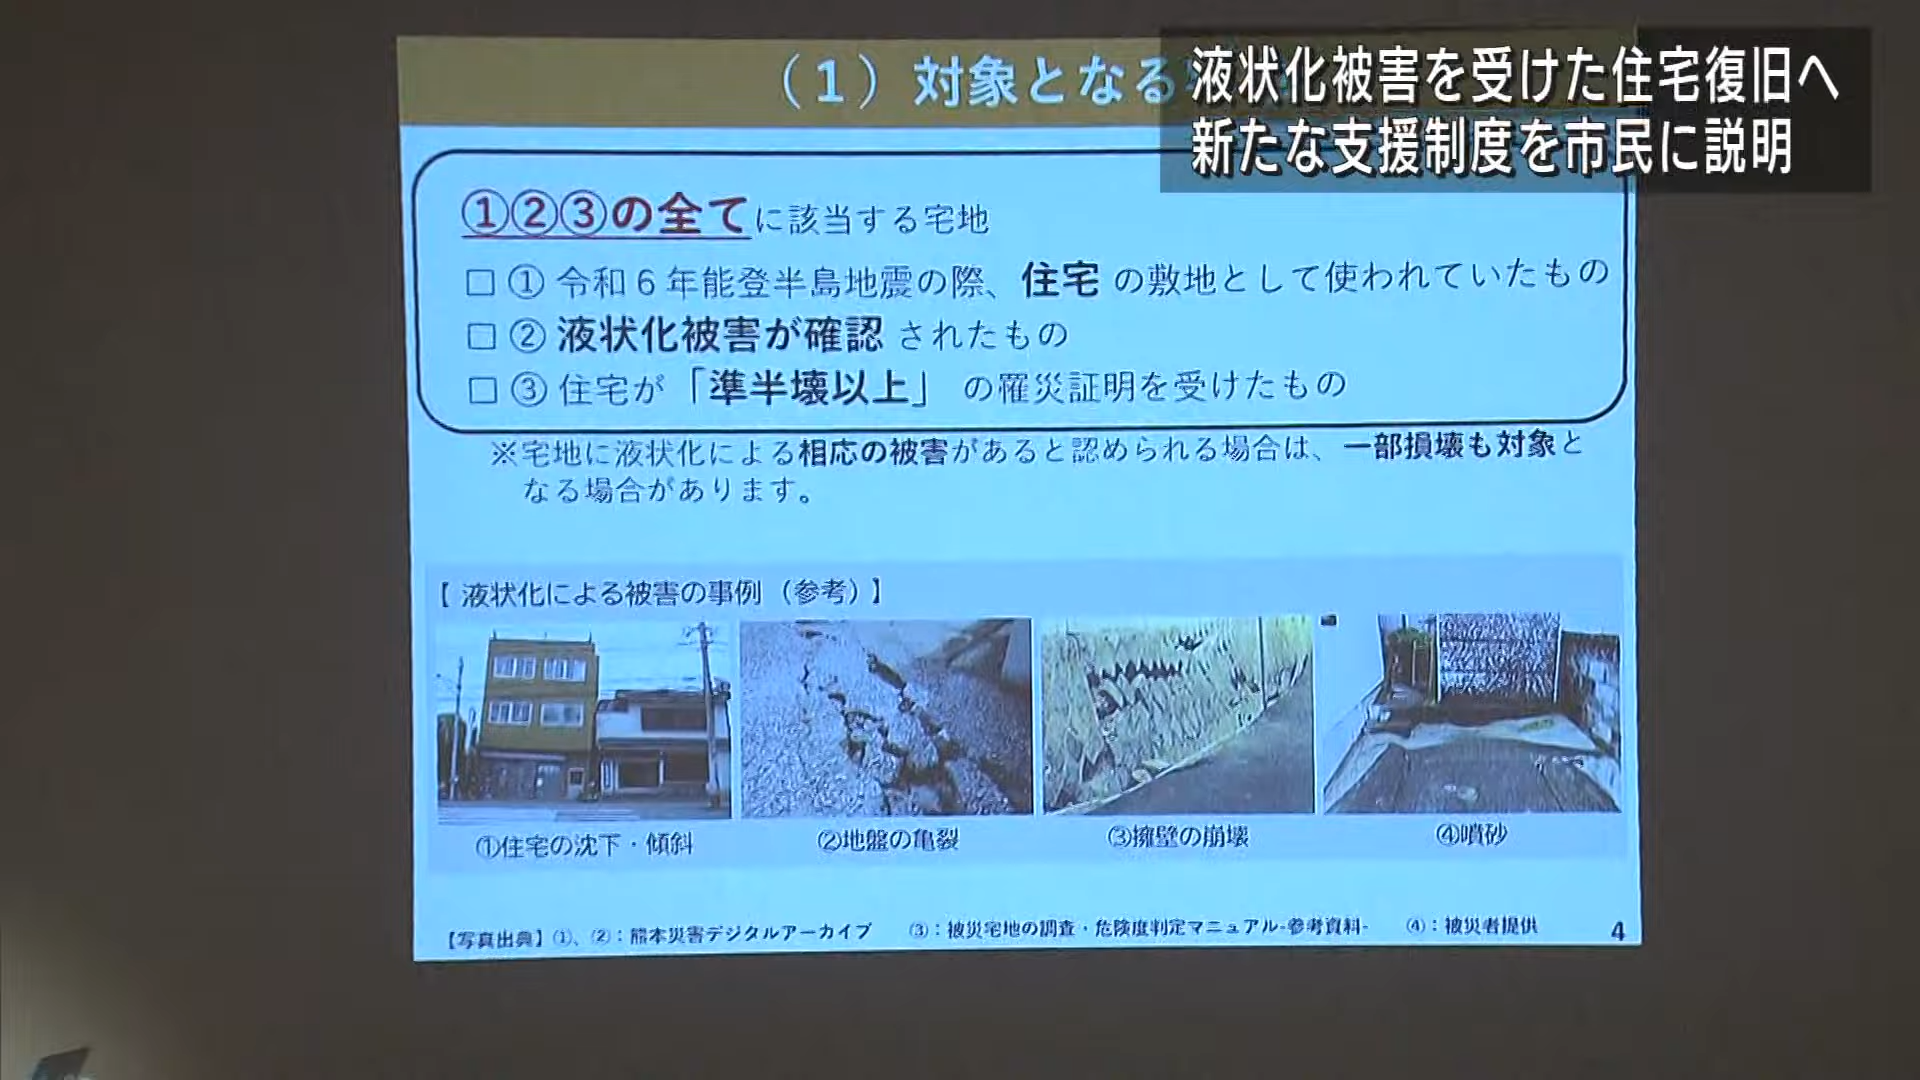 液状化被害を受けた住宅復旧へ
新たな支援制度を市民に説明
（１）対象となる
①②③の全てに該当する宅地
□ ① 令和６年能登半島地震の際、住宅 の敷地として使われていたもの
□ ② 液状化被害が確認 されたもの
□ ③ 住宅が「準半壊以上」 の罹災証明を受けたもの
※宅地に液状化による相応の被害があると認められる場合は、一部損壊も対象と
なる場合があります。
【 液状化による被害の事例（参考）】
①住宅の沈下・傾斜
②地盤の亀裂
③擁壁の崩壊
④噴砂
【写真出典】①、②：熊本災害デジタルアーカイブ ③：被災宅地の調査・危険度判定マニュアル-参考資料- ④：被災者提供
4